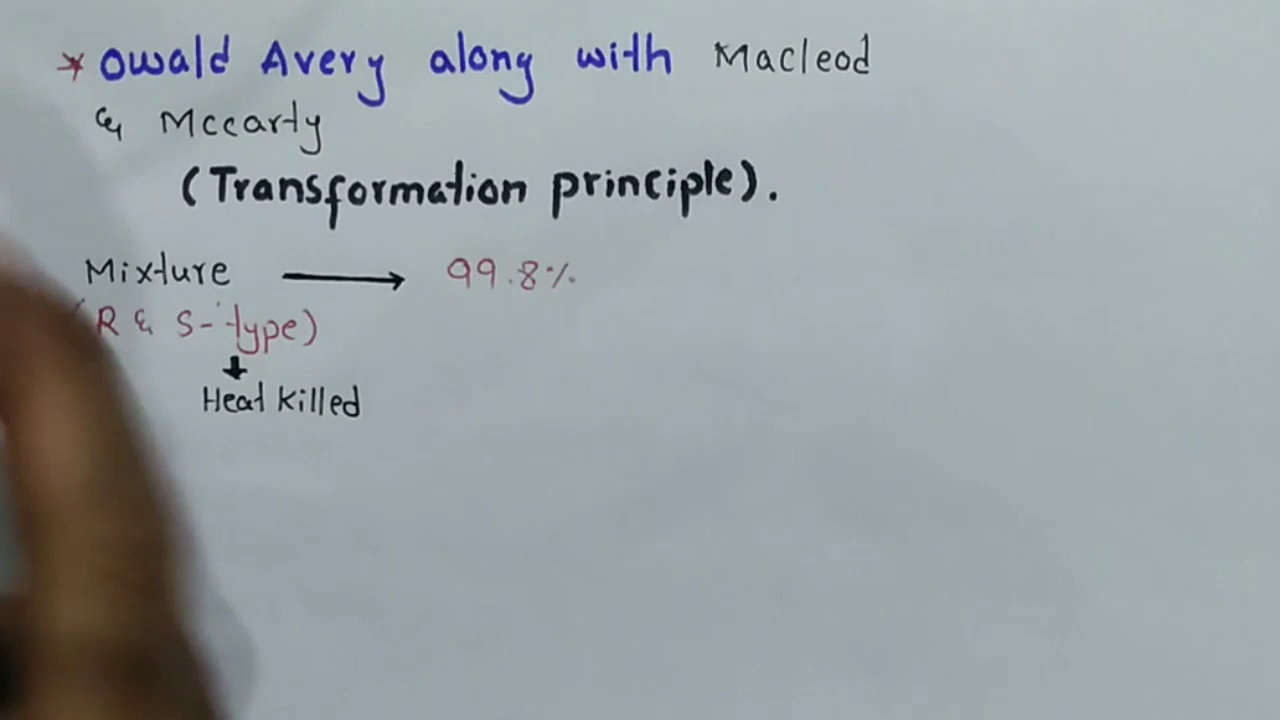 * Owald Avery along with Macleod
& Mccarty
(Transformation principle).
Mixture → 99.8%
(R & S-type)
↓
Heat Killed